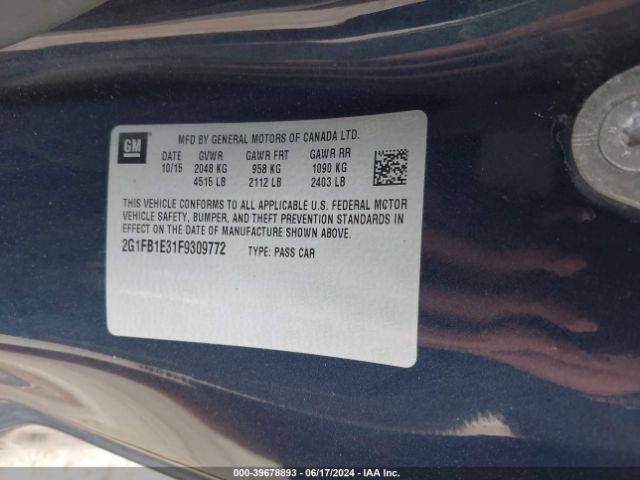 GM
MFD BY GENERAL MOTORS OF CANADA LTD.
DATE GVWR GAWR FRT GAWR RR
10/15 2048 KG 958 KG 1090 KG
4515 LB 2112 LB 2403 LB
THIS VEHICLE CONFORMS TO ALL APPLICABLE U.S. FEDERAL MOTOR
VEHICLE SAFETY, BUMPER, AND THEFT PREVENTION STANDARDS IN
EFFECT ON THE DATE OF MANUFACTURE SHOWN ABOVE.
2G1FB1E31F9309772 TYPE: PASS CAR
000-39678893 - 06/17/2024 - IAA Inc.